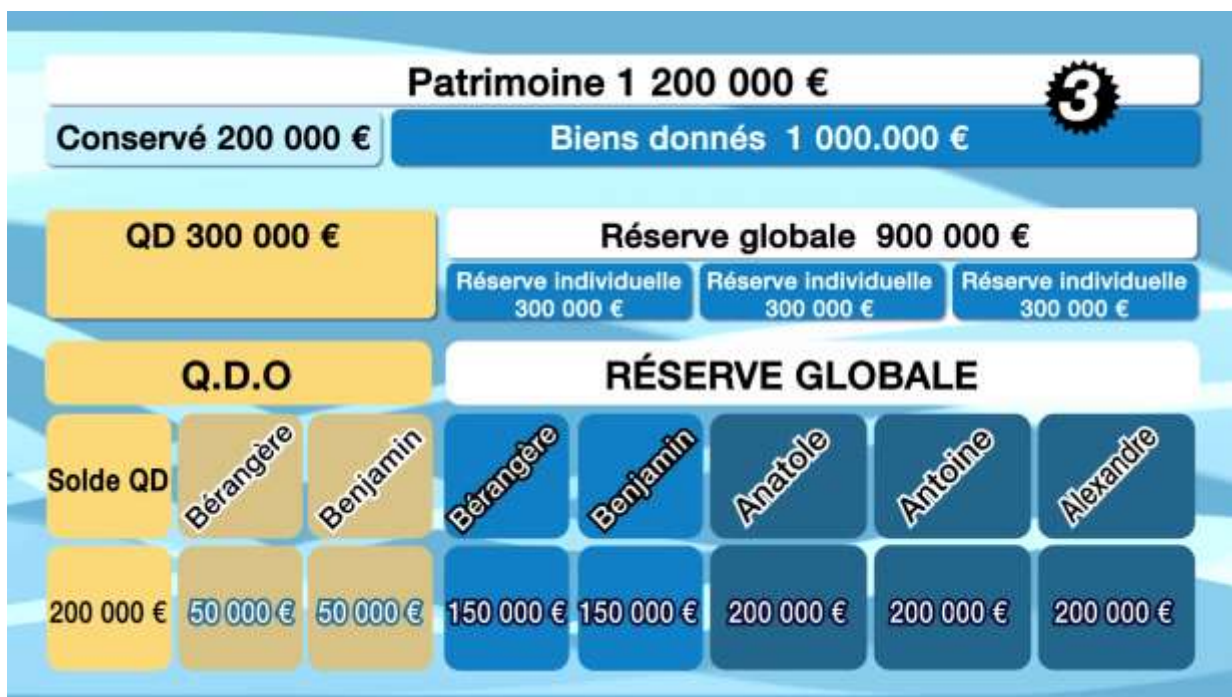 Patrimoine 1 200 000 €
3
Conservé 200 000 €
Biens donnés 1 000.000 €
QD 300 000 €
Réserve globale 900 000 €
Réserve individuelle
300 000 €
Réserve individuelle
300 000 €
Réserve individuelle
300 000 €
Q.D.O
RÉSERVE GLOBALE
Solde QD
Bérangère
Benjamin
Bérangère
Benjamin
Anatole
Antoine
Alexandre
200 000 €
50 000 €
50 000 €
150 000 €
150 000 €
200 000 €
200 000 €
200 000 €